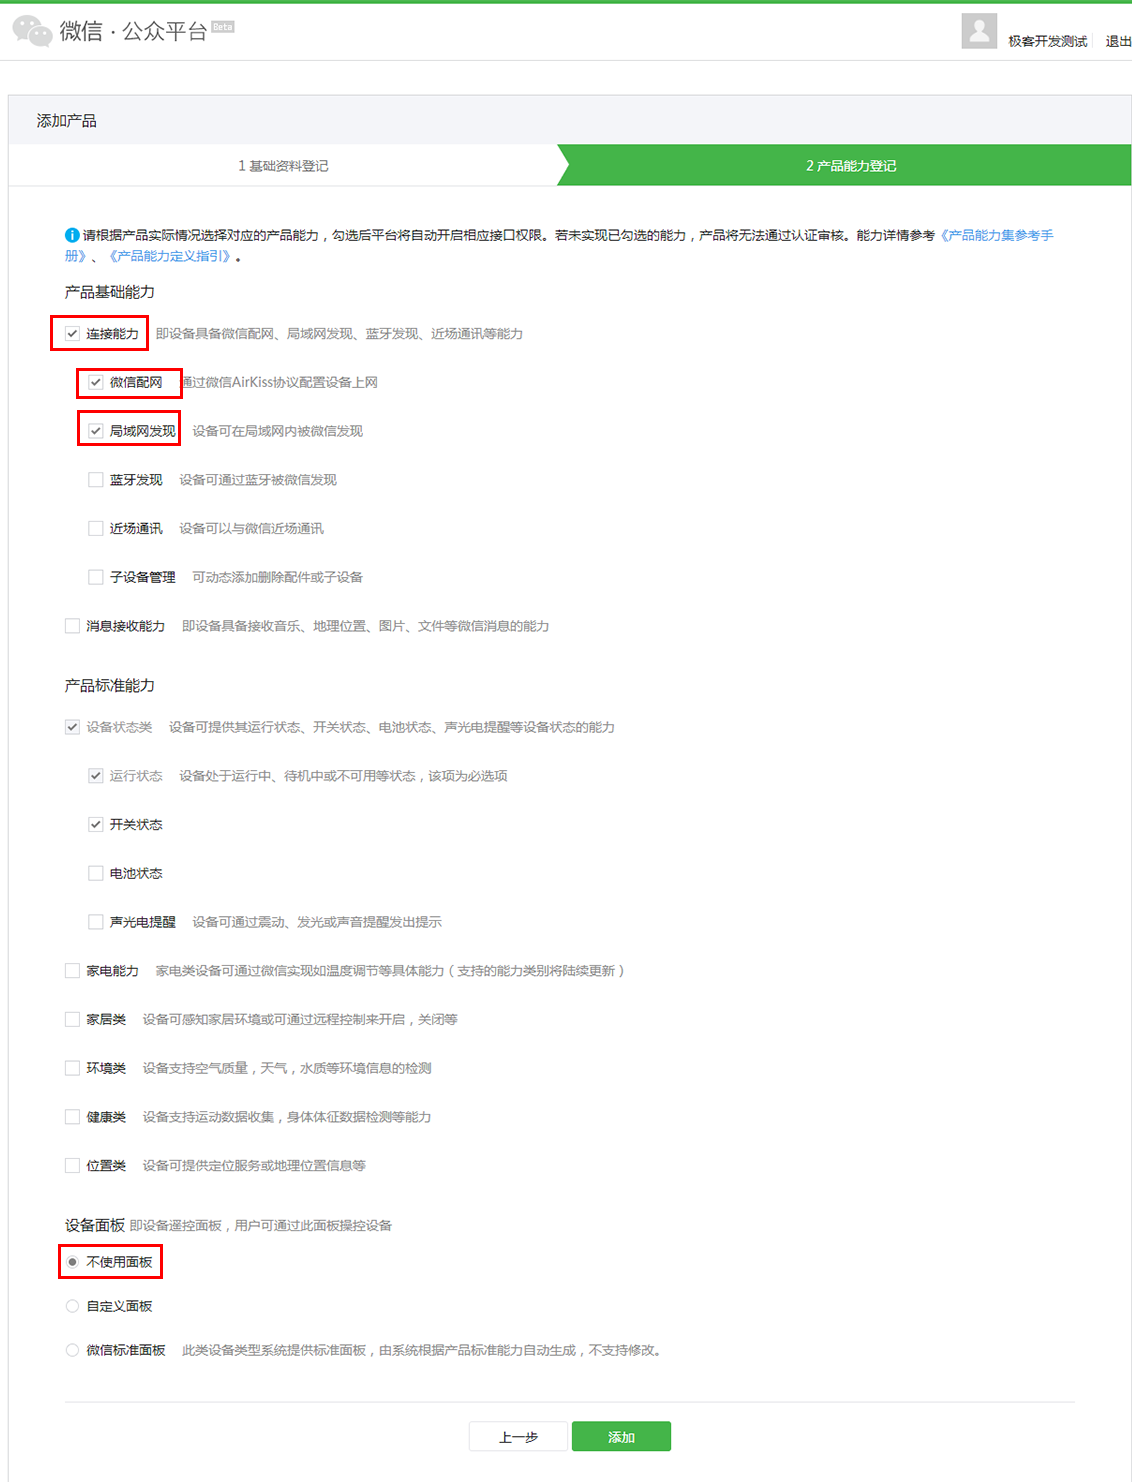 微信·公众平台 Beta
极客开发测试 退出
添加产品
1 基础资料登记
2 产品能力登记
请根据产品实际情况选择对应的产品能力，勾选后平台将自动开启相应接口权限。若未实现已勾选的能力，产品将无法通过认证审核。能力详情参考《产品能力集参考手
册》、《产品能力定义指引》。
产品基础能力
连接能力 即设备具备微信配网、局域网发现、蓝牙发现、近场通讯等能力
微信配网 通过微信AirKiss协议配置设备上网
局域网发现 设备可在局域网内被微信发现
蓝牙发现 设备可通过蓝牙被微信发现
近场通讯 设备可以与微信近场通讯
子设备管理 可动态添加删除配件或子设备
消息接收能力 即设备具备接收音乐、地理位置、图片、文件等微信消息的能力
产品标准能力
设备状态类 设备可提供其运行状态、开关状态、电池状态、声光电提醒等设备状态的能力
运行状态 设备处于运行中、待机中或不可用等状态，该项为必选项
开关状态
电池状态
声光电提醒 设备可通过震动、发光或声音提醒发出提示
家电能力 家电类设备可通过微信实现如温度调节等具体能力（支持的能力类别将陆续更新）
家居类 设备可感知家居环境或可通过远程控制来开启，关闭等
环境类 设备支持空气质量，天气，水质等环境信息的检测
健康类 设备支持运动数据收集，身体体征数据检测等能力
位置类 设备可提供定位服务或地理位置信息等
设备面板 即设备遥控面板，用户可通过此面板操控设备
不使用面板
自定义面板
微信标准面板 此类设备类型系统提供标准面板，由系统根据产品标准能力自动生成，不支持修改。
上一步 添加